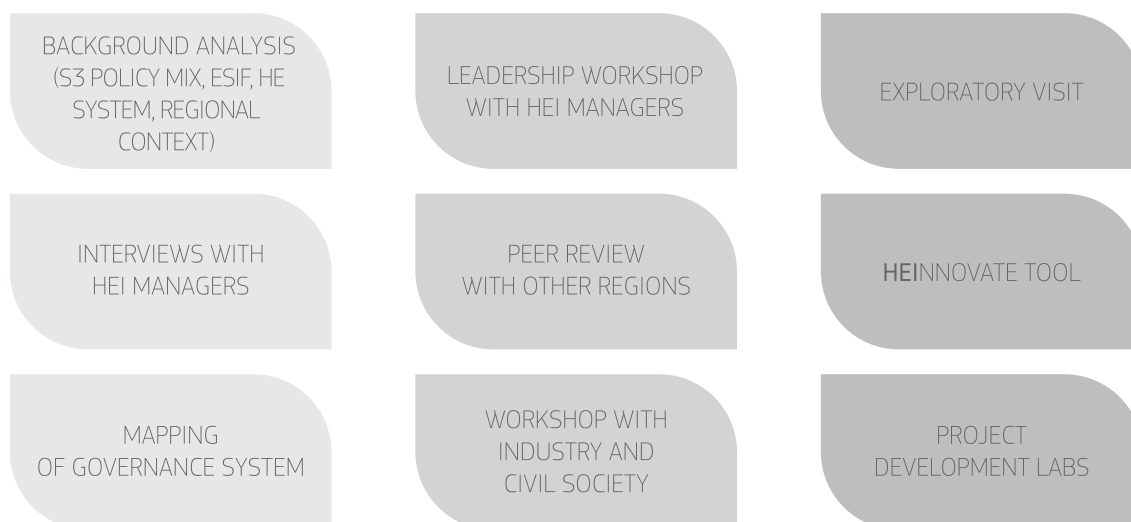 BACKGROUND ANALYSIS
(S3 POLICY MIX, ESIF, HE
SYSTEM, REGIONAL
CONTEXT)
LEADERSHIP WORKSHOP
WITH HEI MANAGERS
EXPLORATORY VISIT
INTERVIEWS WITH
HEI MANAGERS
PEER REVIEW
WITH OTHER REGIONS
HEINNOVATE TOOL
MAPPING
OF GOVERNANCE SYSTEM
WORKSHOP WITH
INDUSTRY AND
CIVIL SOCIETY
PROJECT
DEVELOPMENT LABS